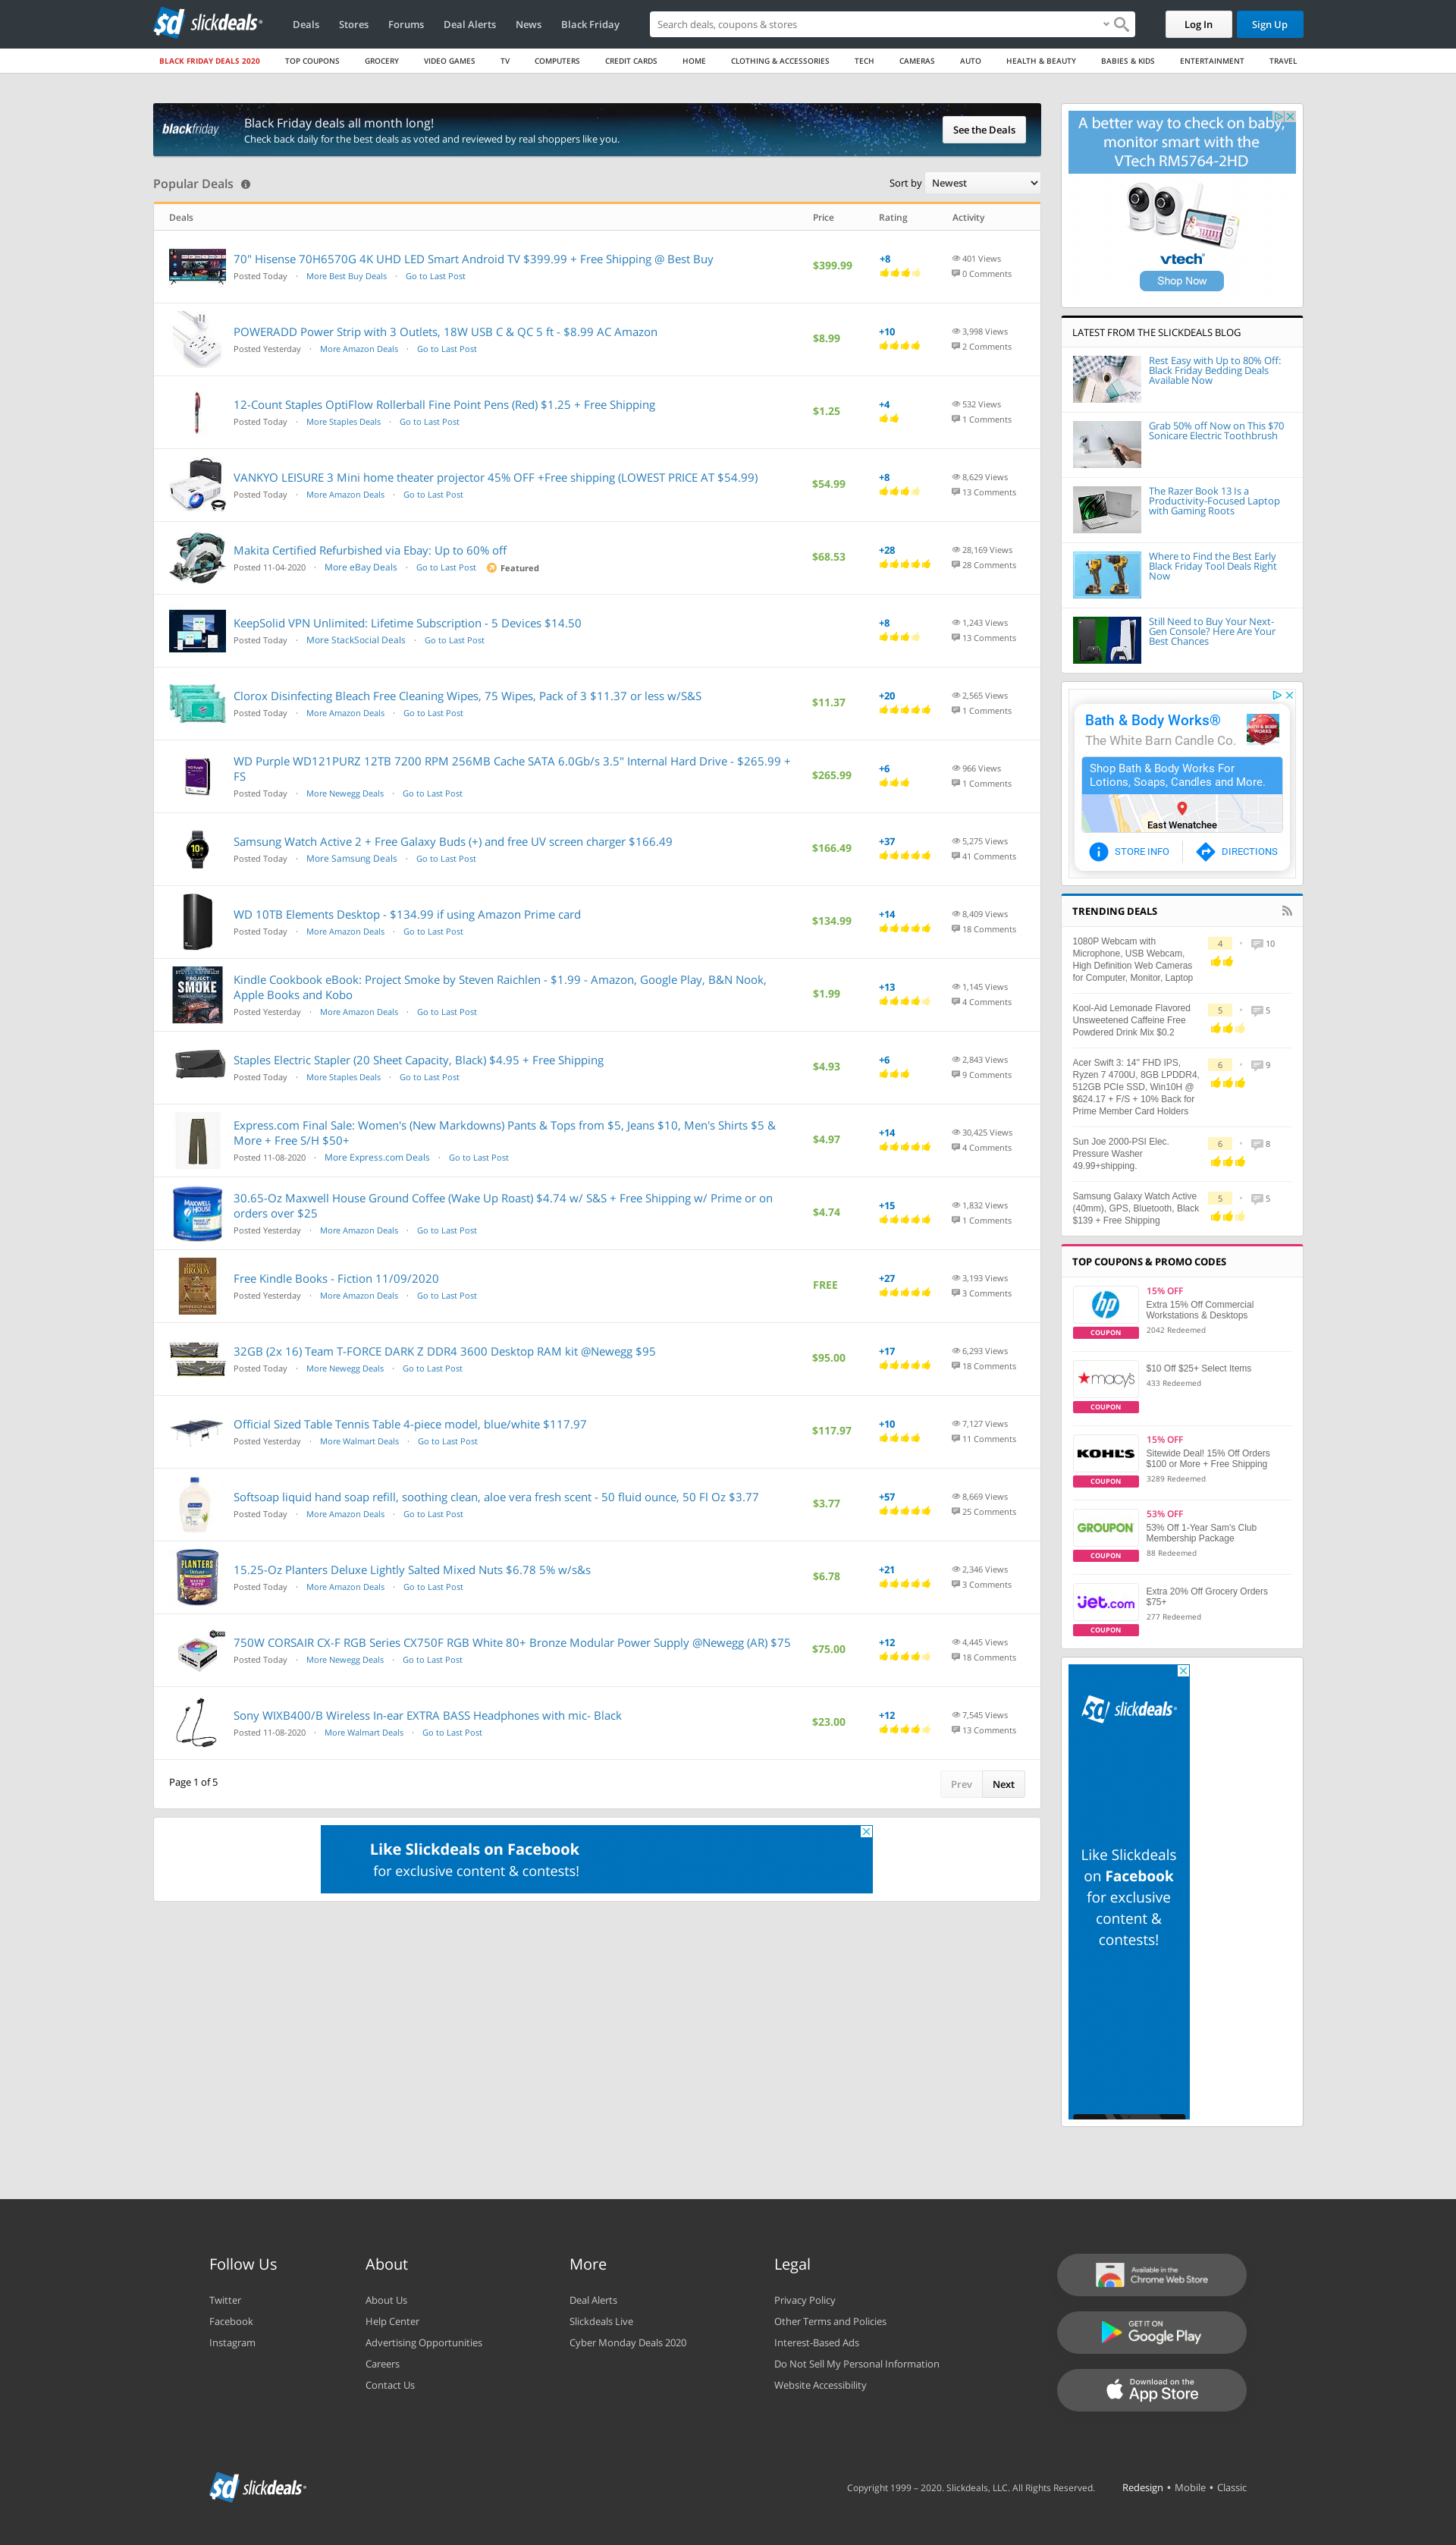 sd slickdeals
Deals Stores Forums Deal Alerts News Black Friday
Search deals, coupons & stores
Log In Sign Up
BLACK FRIDAY DEALS 2020 TOP COUPONS GROCERY VIDEO GAMES TV COMPUTERS CREDIT CARDS HOME CLOTHING & ACCESSORIES TECH CAMERAS AUTO HEALTH & BEAUTY BABIES & KIDS ENTERTAINMENT TRAVEL
blackfriday
Black Friday deals all month long!
Check back daily for the best deals as voted and reviewed by real shoppers like you.
See the Deals
Popular Deals
Sort by Newest
Deals Price Rating Activity
70" Hisense 70H6570G 4K UHD LED Smart Android TV $399.99 + Free Shipping @ Best Buy
Posted Today · More Best Buy Deals · Go to Last Post
$399.99
+8
401 Views
0 Comments
POWERADD Power Strip with 3 Outlets, 18W USB C & QC 5 ft - $8.99 AC Amazon
Posted Yesterday · More Amazon Deals · Go to Last Post
$8.99
+10
3,998 Views
2 Comments
12-Count Staples OptiFlow Rollerball Fine Point Pens (Red) $1.25 + Free Shipping
Posted Today · More Staples Deals · Go to Last Post
$1.25
+4
532 Views
1 Comments
VANKYO LEISURE 3 Mini home theater projector 45% OFF +Free shipping (LOWEST PRICE AT $54.99)
Posted Today · More Amazon Deals · Go to Last Post
$54.99
+8
8,629 Views
13 Comments
Makita Certified Refurbished via Ebay: Up to 60% off
Posted 11-04-2020 · More eBay Deals · Go to Last Post Featured
$68.53
+28
28,169 Views
28 Comments
KeepSolid VPN Unlimited: Lifetime Subscription - 5 Devices $14.50
Posted Today · More StackSocial Deals · Go to Last Post
+8
1,243 Views
13 Comments
Clorox Disinfecting Bleach Free Cleaning Wipes, 75 Wipes, Pack of 3 $11.37 or less w/S&S
Posted Today · More Amazon Deals · Go to Last Post
$11.37
+20
2,565 Views
1 Comments
WD Purple WD121PURZ 12TB 7200 RPM 256MB Cache SATA 6.0Gb/s 3.5" Internal Hard Drive - $265.99 +
FS
Posted Today · More Newegg Deals · Go to Last Post
$265.99
+6
966 Views
1 Comments
Samsung Watch Active 2 + Free Galaxy Buds (+) and free UV screen charger $166.49
Posted Today · More Samsung Deals · Go to Last Post
$166.49
+37
5,275 Views
41 Comments
WD 10TB Elements Desktop - $134.99 if using Amazon Prime card
Posted Today · More Amazon Deals · Go to Last Post
$134.99
+14
8,409 Views
18 Comments
PROJECT
SMOKE
Kindle Cookbook eBook: Project Smoke by Steven Raichlen - $1.99 - Amazon, Google Play, B&N Nook,
Apple Books and Kobo
Posted Yesterday · More Amazon Deals · Go to Last Post
$1.99
+13
1,145 Views
4 Comments
Staples Electric Stapler (20 Sheet Capacity, Black) $4.95 + Free Shipping
Posted Today · More Staples Deals · Go to Last Post
$4.93
+6
2,843 Views
9 Comments
Express.com Final Sale: Women's (New Markdowns) Pants & Tops from $5, Jeans $10, Men's Shirts $5 &
More + Free S/H $50+
Posted 11-08-2020 · More Express.com Deals · Go to Last Post
$4.97
+14
30,425 Views
4 Comments
MAXWELL
HOUSE
30.65-Oz Maxwell House Ground Coffee (Wake Up Roast) $4.74 w/ S&S + Free Shipping w/ Prime or on
orders over $25
Posted Yesterday · More Amazon Deals · Go to Last Post
$4.74
+15
1,832 Views
1 Comments
BRODY
Free Kindle Books - Fiction 11/09/2020
Posted Yesterday · More Amazon Deals · Go to Last Post
FREE
+27
3,193 Views
3 Comments
32GB (2x 16) Team T-FORCE DARK Z DDR4 3600 Desktop RAM kit @Newegg $95
Posted Today · More Newegg Deals · Go to Last Post
$95.00
+17
6,293 Views
18 Comments
Official Sized Table Tennis Table 4-piece model, blue/white $117.97
Posted Yesterday · More Walmart Deals · Go to Last Post
$117.97
+10
7,127 Views
11 Comments
Softsoap liquid hand soap refill, soothing clean, aloe vera fresh scent - 50 fluid ounce, 50 Fl Oz $3.77
Posted Today · More Amazon Deals · Go to Last Post
$3.77
+57
8,669 Views
25 Comments
PLANTERS
15.25-Oz Planters Deluxe Lightly Salted Mixed Nuts $6.78 5% w/s&s
Posted Today · More Amazon Deals · Go to Last Post
$6.78
+21
2,346 Views
3 Comments
750W CORSAIR CX-F RGB Series CX750F RGB White 80+ Bronze Modular Power Supply @Newegg (AR) $75
Posted Today · More Newegg Deals · Go to Last Post
$75.00
+12
4,445 Views
18 Comments
Sony WIXB400/B Wireless In-ear EXTRA BASS Headphones with mic- Black
Posted 11-08-2020 · More Walmart Deals · Go to Last Post
$23.00
+12
7,545 Views
13 Comments
Page 1 of 5
Prev Next
Like Slickdeals on Facebook
for exclusive content & contests!
A better way to check on baby,
monitor smart with the
VTech RM5764-2HD
vtech
Shop Now
LATEST FROM THE SLICKDEALS BLOG
Rest Easy with Up to 80% Off:
Black Friday Bedding Deals
Available Now
Grab 50% off Now on This $70
Sonicare Electric Toothbrush
The Razer Book 13 Is a
Productivity-Focused Laptop
with Gaming Roots
Where to Find the Best Early
Black Friday Tool Deals Right
Now
Still Need to Buy Your Next-
Gen Console? Here Are Your
Best Chances
Bath & Body Works®
The White Barn Candle Co.
Shop Bath & Body Works For
Lotions, Soaps, Candles and More.
East Wenatchee
STORE INFO DIRECTIONS
TRENDING DEALS
1080P Webcam with
Microphone, USB Webcam,
High Definition Web Cameras
for Computer, Monitor, Laptop
4 • 10
Kool-Aid Lemonade Flavored
Unsweetened Caffeine Free
Powdered Drink Mix $0.2
5 • 5
Acer Swift 3: 14" FHD IPS,
Ryzen 7 4700U, 8GB LPDDR4,
512GB PCIe SSD, Win10H @
$624.17 + F/S + 10% Back for
Prime Member Card Holders
6 • 9
Sun Joe 2000-PSI Elec.
Pressure Washer
49.99+shipping.
6 • 8
Samsung Galaxy Watch Active
(40mm), GPS, Bluetooth, Black
$139 + Free Shipping
5 • 5
TOP COUPONS & PROMO CODES
hp
COUPON
15% OFF
Extra 15% Off Commercial
Workstations & Desktops
2042 Redeemed
macy's
COUPON
$10 Off $25+ Select Items
433 Redeemed
KOHL'S
COUPON
15% OFF
Sitewide Deal! 15% Off Orders
$100 or More + Free Shipping
3289 Redeemed
GROUPON
COUPON
53% OFF
53% Off 1-Year Sam's Club
Membership Package
88 Redeemed
jet.com
COUPON
Extra 20% Off Grocery Orders
$75+
277 Redeemed
sd slickdeals
Like Slickdeals
on Facebook
for exclusive
content &
contests!
Follow Us
Twitter
Facebook
Instagram
About
About Us
Help Center
Advertising Opportunities
Careers
Contact Us
More
Deal Alerts
Slickdeals Live
Cyber Monday Deals 2020
Legal
Privacy Policy
Other Terms and Policies
Interest-Based Ads
Do Not Sell My Personal Information
Website Accessibility
Available in the
Chrome Web Store
GET IT ON
Google Play
Download on the
App Store
sd slickdeals
Copyright 1999 – 2020. Slickdeals, LLC. All Rights Reserved.
Redesign • Mobile • Classic